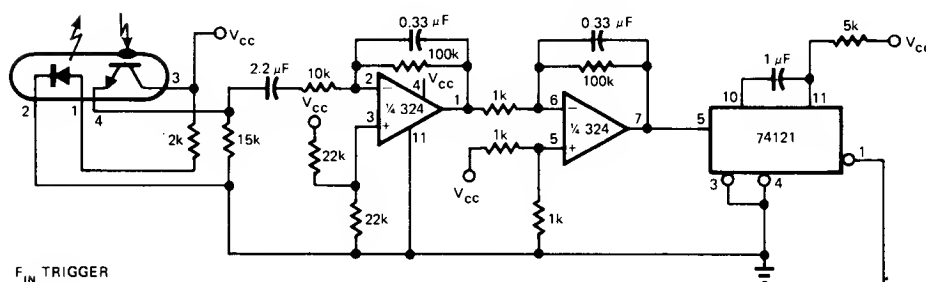 0.33 µF
0.33 µF
5k
VCC
100k
VCC
2.2 µF
10k
VCC
100k
1 µF
VCC
3
2
4
10
11
2
1
4
VCC
−
1
1k
6
−
¼ 324
7
5
74121
1
2k
15k
3
+
¼ 324
11
1k
5
+
22k
VCC
3
4
22k
1k
FIN TRIGGER